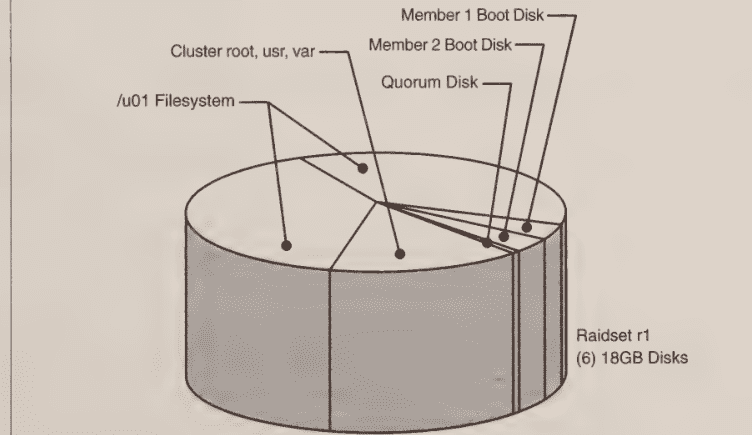 Member 1 Boot Disk
Member 2 Boot Disk
Cluster root, usr, var
Quorum Disk
/u01 Filesystem
Raidset r1
(6) 18GB Disks